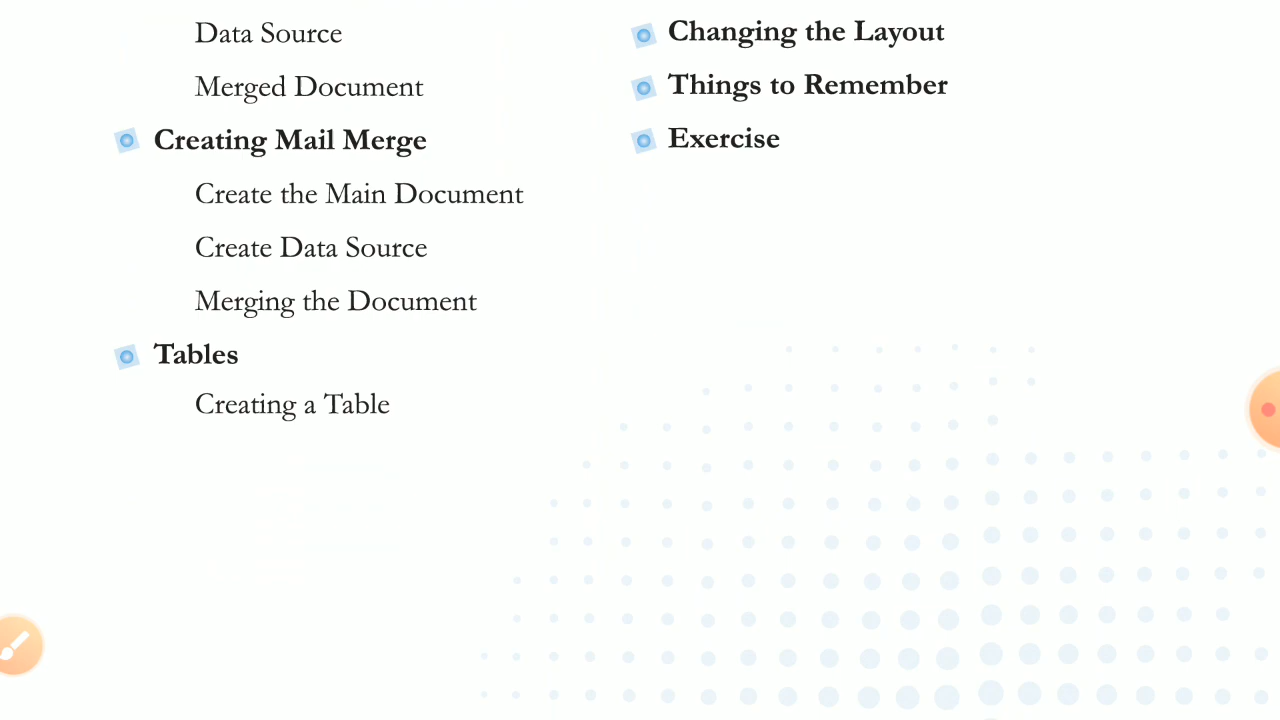 Data Source
Merged Document
Creating Mail Merge
Create the Main Document
Create Data Source
Merging the Document
Tables
Creating a Table
Changing the Layout
Things to Remember
Exercise